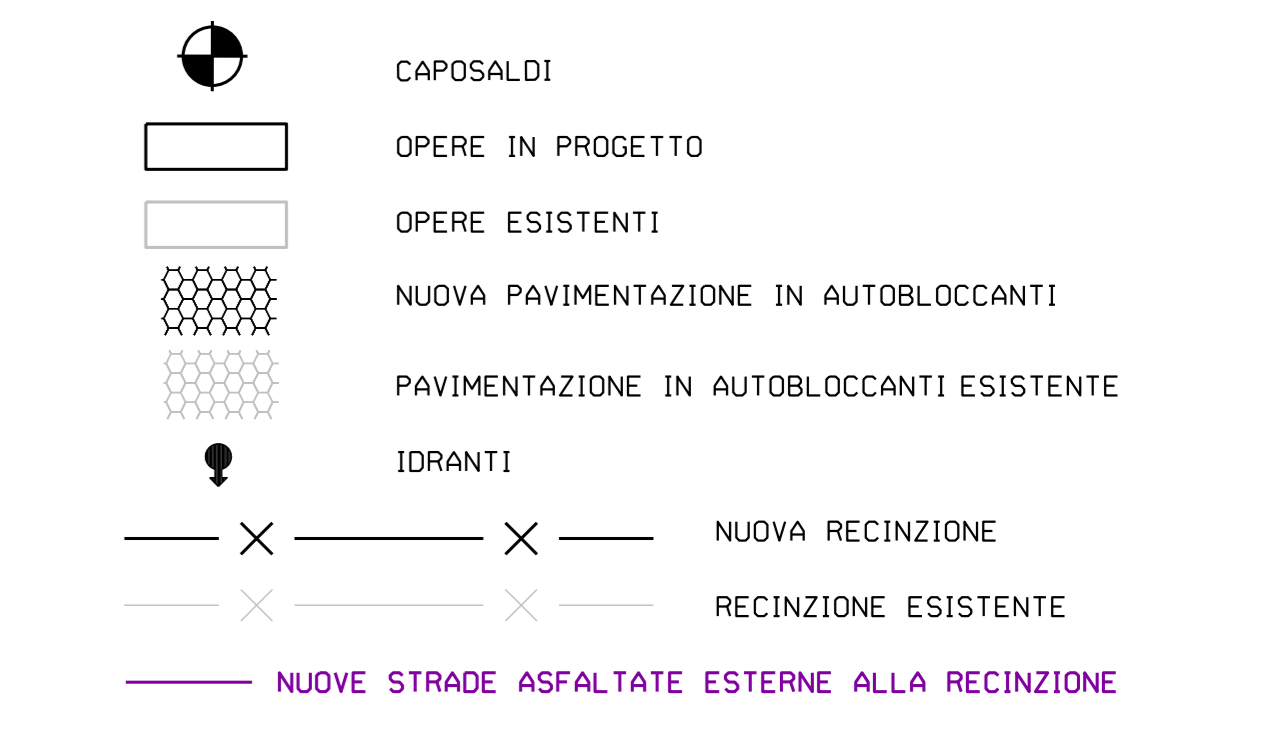 CAPOSALDI
OPERE IN PROGETTO
OPERE ESISTENTI
NUOVA PAVIMENTAZIONE IN AUTOBLOCCANTI
PAVIMENTAZIONE IN AUTOBLOCCANTI ESISTENTE
IDRANTI
NUOVA RECINZIONE
RECINZIONE ESISTENTE
NUOVE STRADE ASFALTATE ESTERNE ALLA RECINZIONE